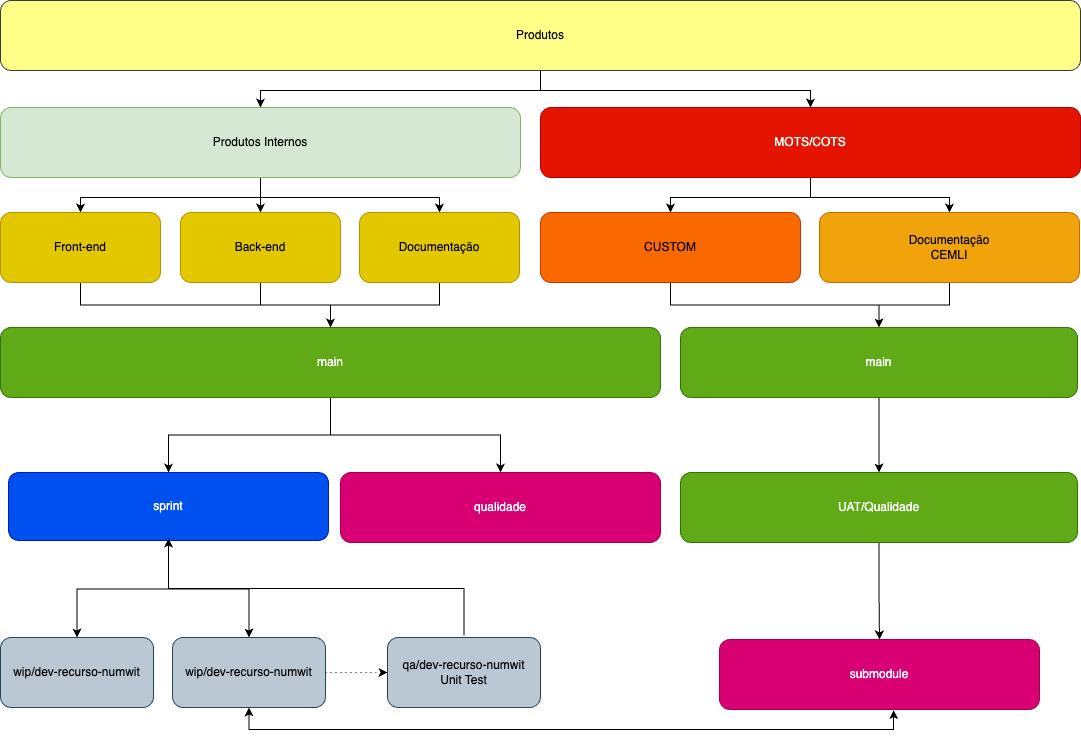 Produtos
Produtos Internos
MOTS/COTS
Front-end
Back-end
Documentação
CUSTOM
Documentação
CEMLI
main
main
sprint
qualidade
UAT/Qualidade
wip/dev-recurso-numwit
wip/dev-recurso-numwit
qa/dev-recurso-numwit
Unit Test
submodule